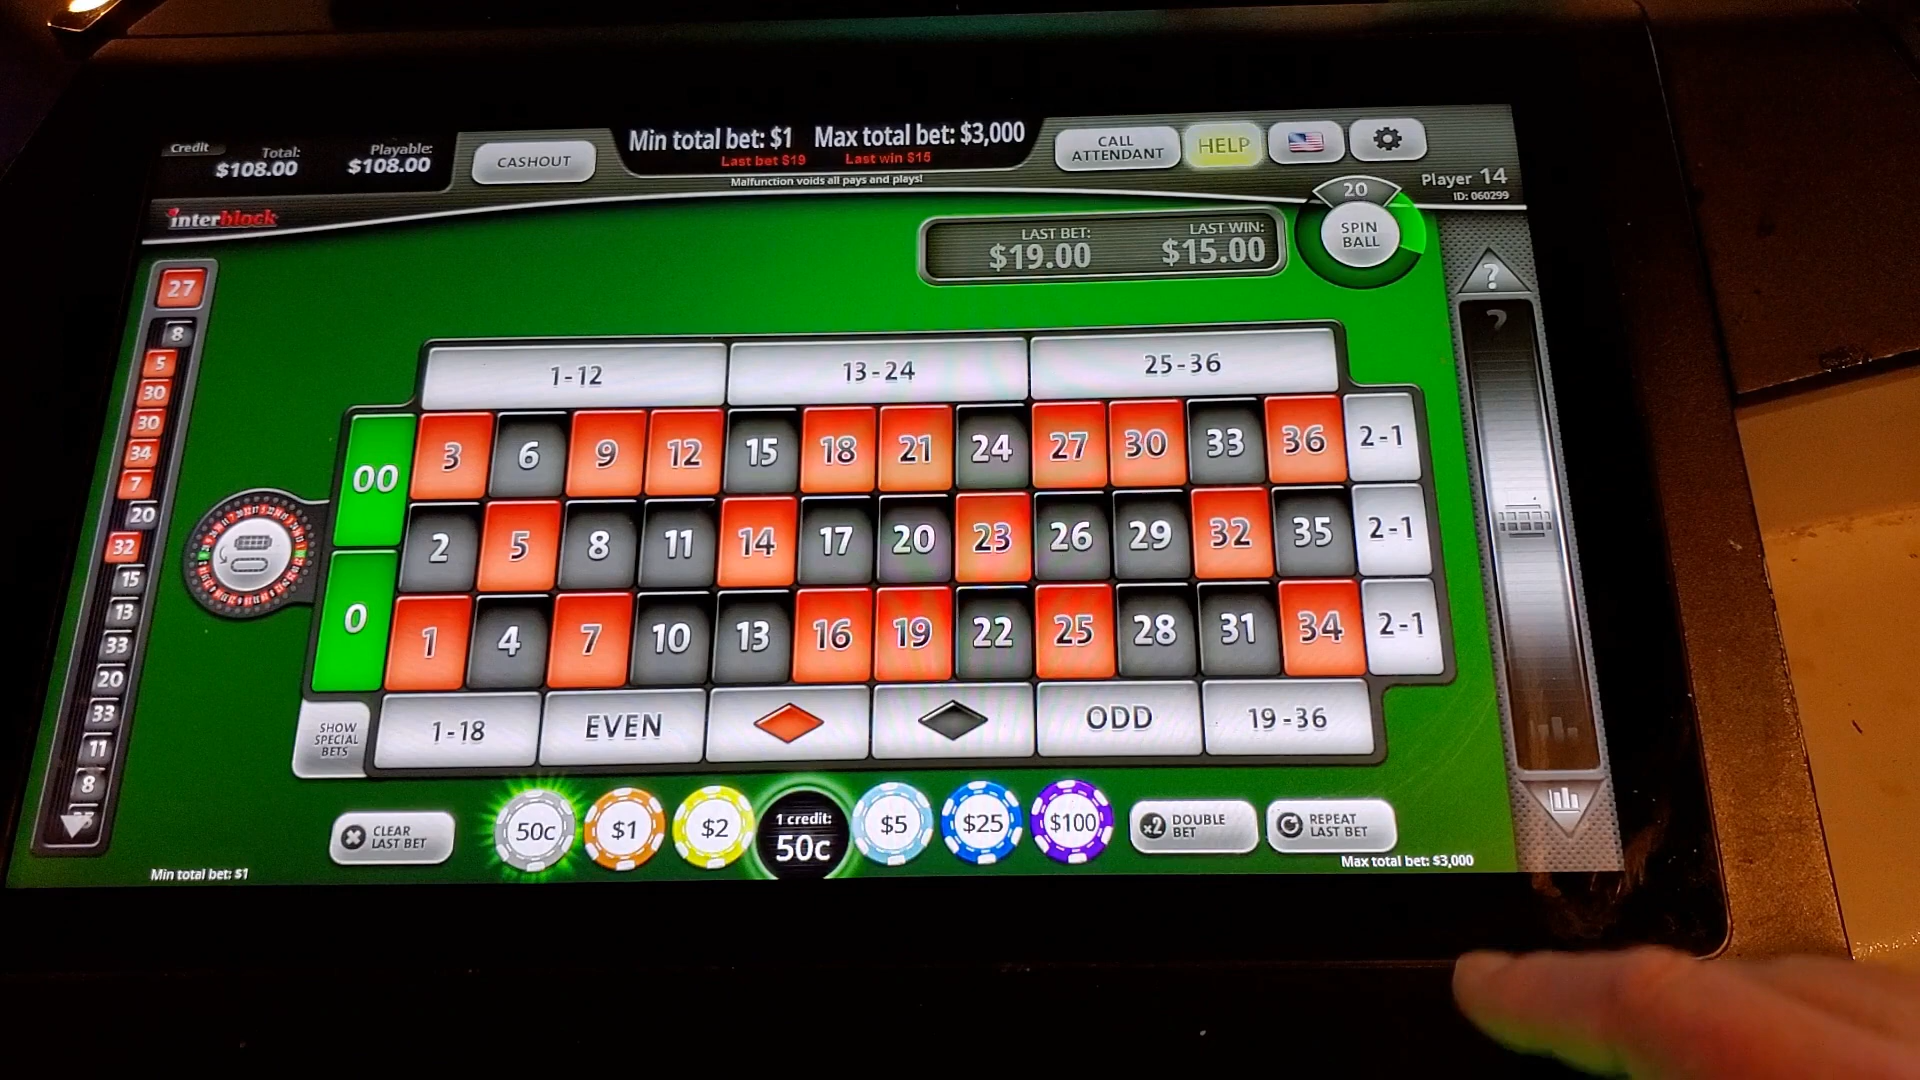 Credit
Total:
$108.00
Playable:
$108.00
CASHOUT
Min total bet: $1 Max total bet: $3,000
Last bet $19 Last win $15
Malfunction voids all pays and plays!
CALL
ATTENDANT
HELP
Player 14
ID: 060299
interblock
LAST BET:
$19.00
LAST WIN:
$15.00
20
SPIN
BALL
?
?
27
8
5
30
30
34
7
20
32
15
13
33
20
33
11
8
1-12 13-24 25-36
00
3 6 9 12 15 18 21 24 27 30 33 36 2-1
2 5 8 11 14 17 20 23 26 29 32 35 2-1
0
1 4 7 10 13 16 19 22 25 28 31 34 2-1
SHOW
SPECIAL
BETS
1-18 EVEN ODD 19-36
CLEAR
LAST BET
50c $1 $2
1 credit:
50c
$5 $25 $100
x2 DOUBLE
BET
REPEAT
LAST BET
Min total bet: $1
Max total bet: $3,000